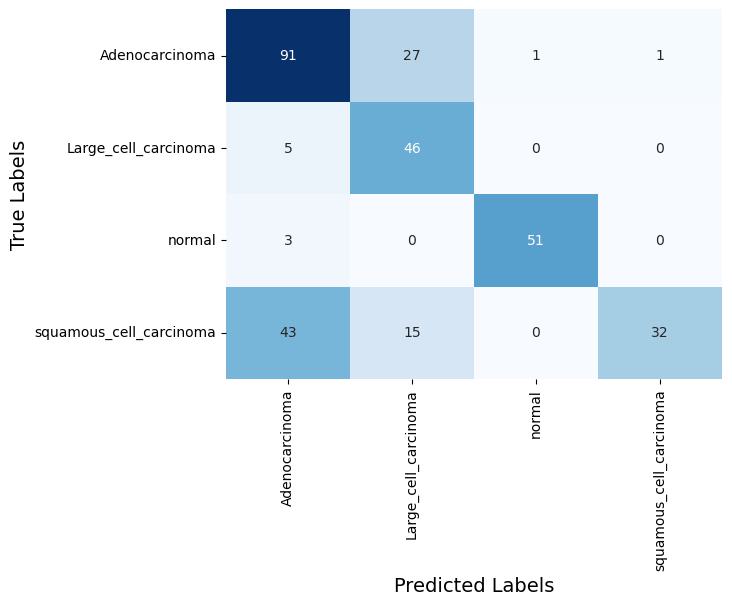 True Labels
Adenocarcinoma 91 27 1 1
Large_cell_carcinoma 5 46 0 0
normal 3 0 51 0
squamous_cell_carcinoma 43 15 0 32
Adenocarcinoma
Large_cell_carcinoma
normal
squamous_cell_carcinoma
Predicted Labels